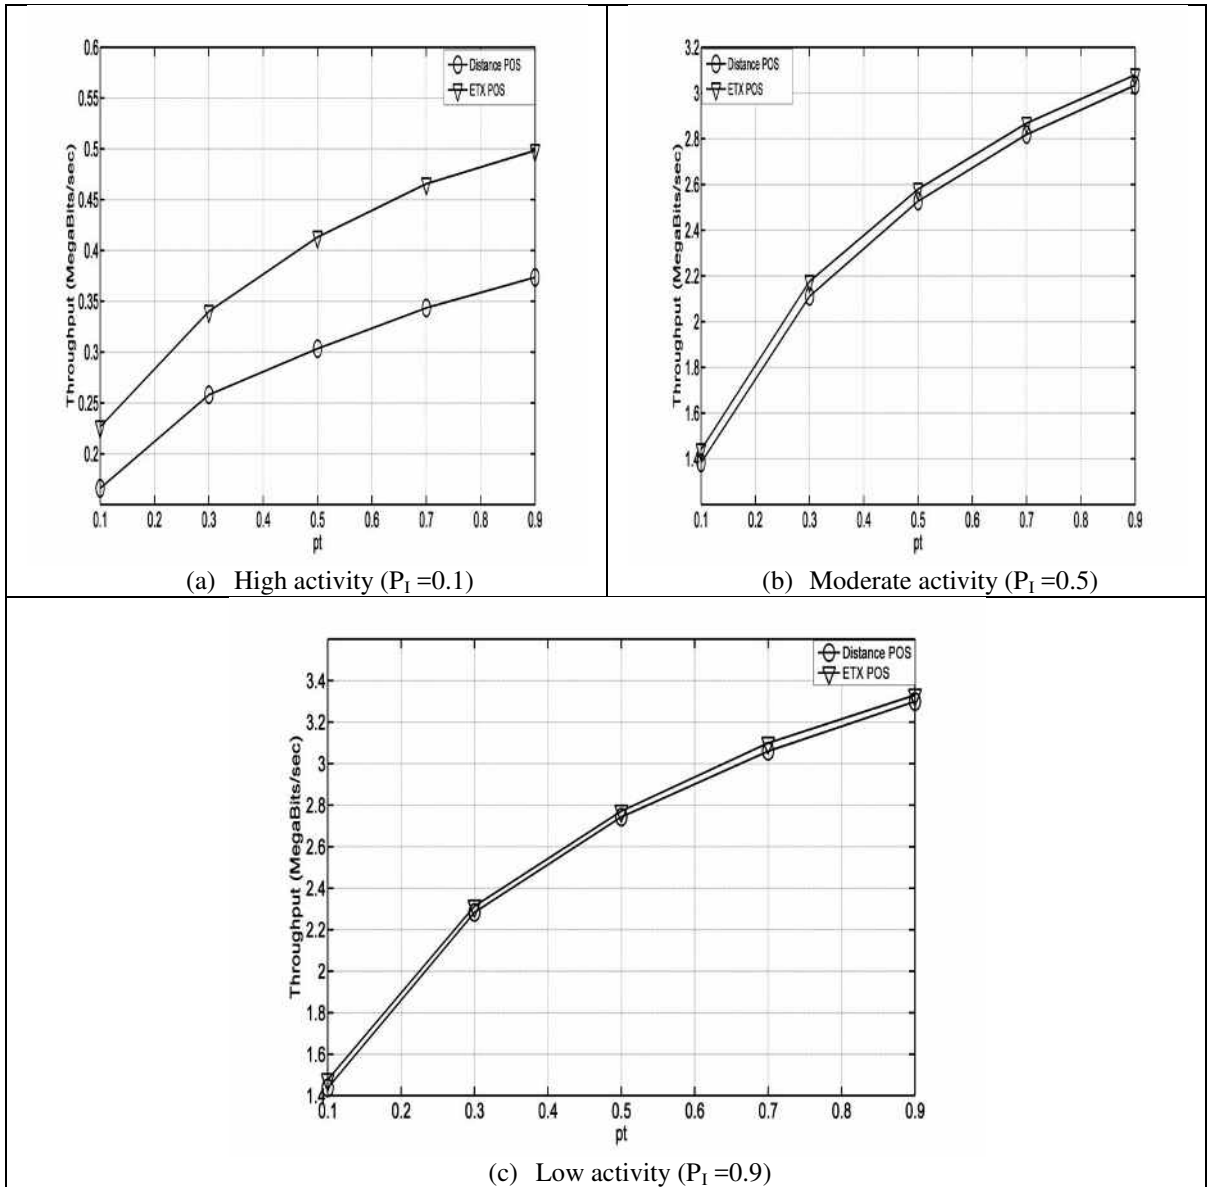 0.6
0.55
0.5
0.45
0.4
0.35
0.3
0.25
0.2
Throughput (MegaBits/sec)
Distance POS
ETX POS
0.1 0.2 0.3 0.4 0.5 0.6 0.7 0.8 0.9
pt
(a) High activity (P_I =0.1)
3.2
3
2.8
2.6
2.4
2.2
2
1.8
1.6
1.4
Throughput (MegaBits/sec)
Distance POS
ETX POS
0.1 0.2 0.3 0.4 0.5 0.6 0.7 0.8 0.9
pt
(b) Moderate activity (P_I =0.5)
3.4
3.2
3
2.8
2.6
2.4
2.2
2
1.8
1.6
1.4
Throughput (MegaBits/sec)
Distance POS
ETX POS
0.1 0.2 0.3 0.4 0.5 0.6 0.7 0.8 0.9
pt
(c) Low activity (P_I =0.9)